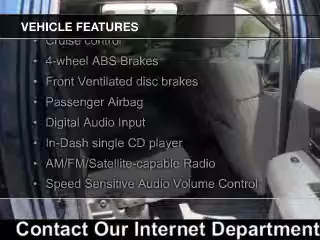 VEHICLE FEATURES
• Cruise control
• 4-wheel ABS Brakes
• Front Ventilated disc brakes
• Passenger Airbag
• Digital Audio Input
• In-Dash single CD player
• AM/FM/Satellite-capable Radio
• Speed Sensitive Audio Volume Control
Contact Our Internet Department